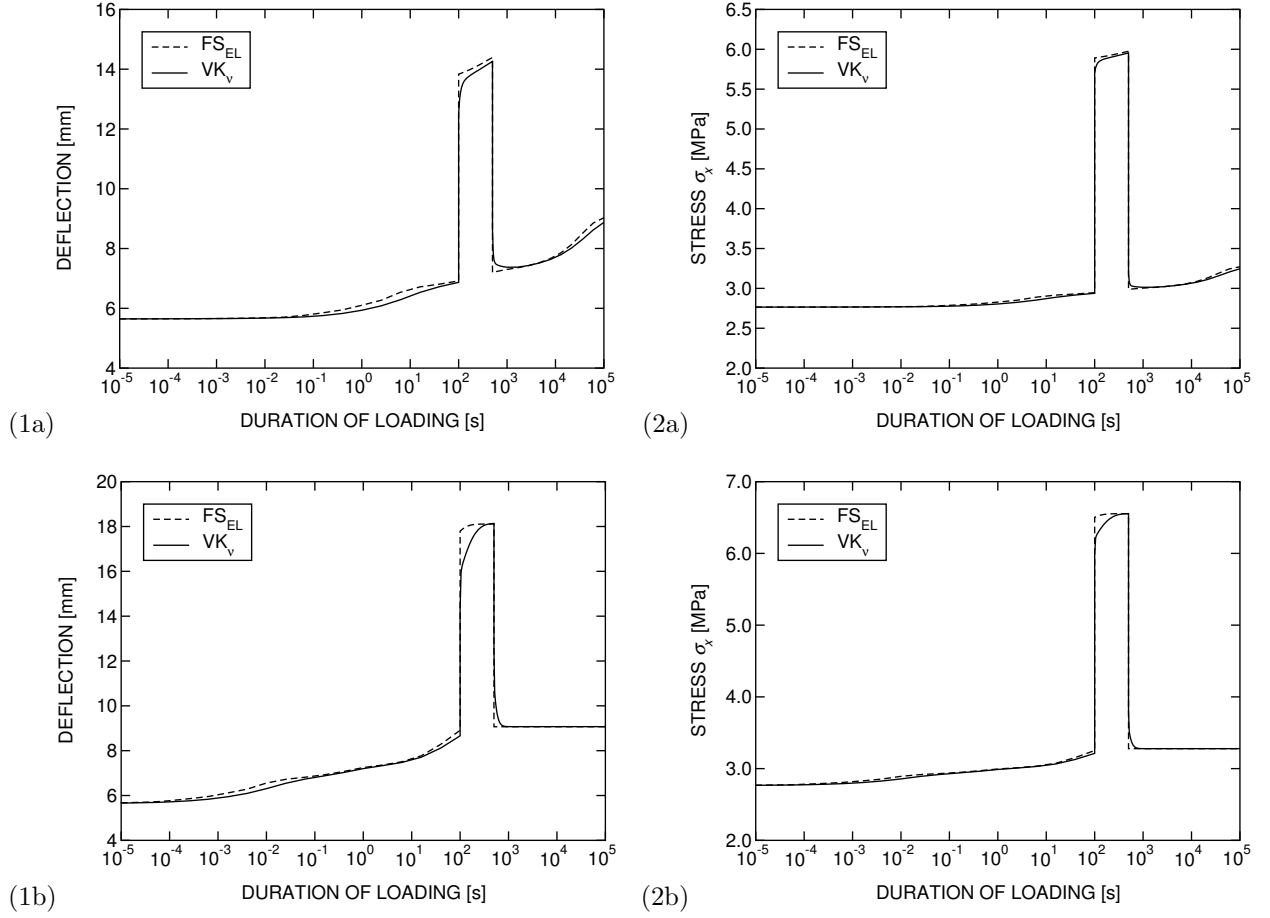 16
14
12
10
8
6
4
DEFLECTION [mm]
FS_EL
VK_ν
10^-5 10^-4 10^-3 10^-2 10^-1 10^0 10^1 10^2 10^3 10^4 10^5
DURATION OF LOADING [s]
(1a)
6.5
6.0
5.5
5.0
4.5
4.0
3.5
3.0
2.5
2.0
STRESS σ_x [MPa]
FS_EL
VK_ν
10^-5 10^-4 10^-3 10^-2 10^-1 10^0 10^1 10^2 10^3 10^4 10^5
DURATION OF LOADING [s]
(2a)
20
18
16
14
12
10
8
6
4
DEFLECTION [mm]
FS_EL
VK_ν
10^-5 10^-4 10^-3 10^-2 10^-1 10^0 10^1 10^2 10^3 10^4 10^5
DURATION OF LOADING [s]
(1b)
7.0
6.0
5.0
4.0
3.0
2.0
STRESS σ_x [MPa]
FS_EL
VK_ν
10^-5 10^-4 10^-3 10^-2 10^-1 10^0 10^1 10^2 10^3 10^4 10^5
DURATION OF LOADING [s]
(2b)